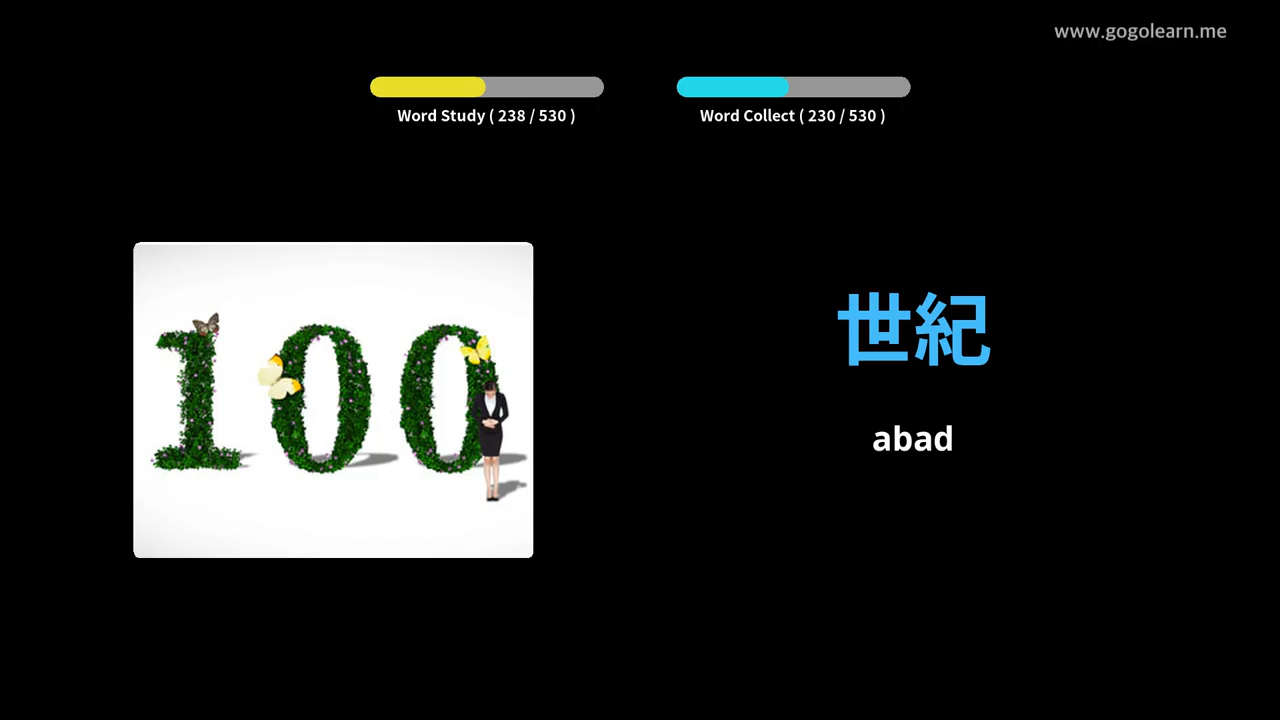 www.gogolearn.me
Word Study ( 238 / 530 )
Word Collect ( 230 / 530 )
100
世紀
abad